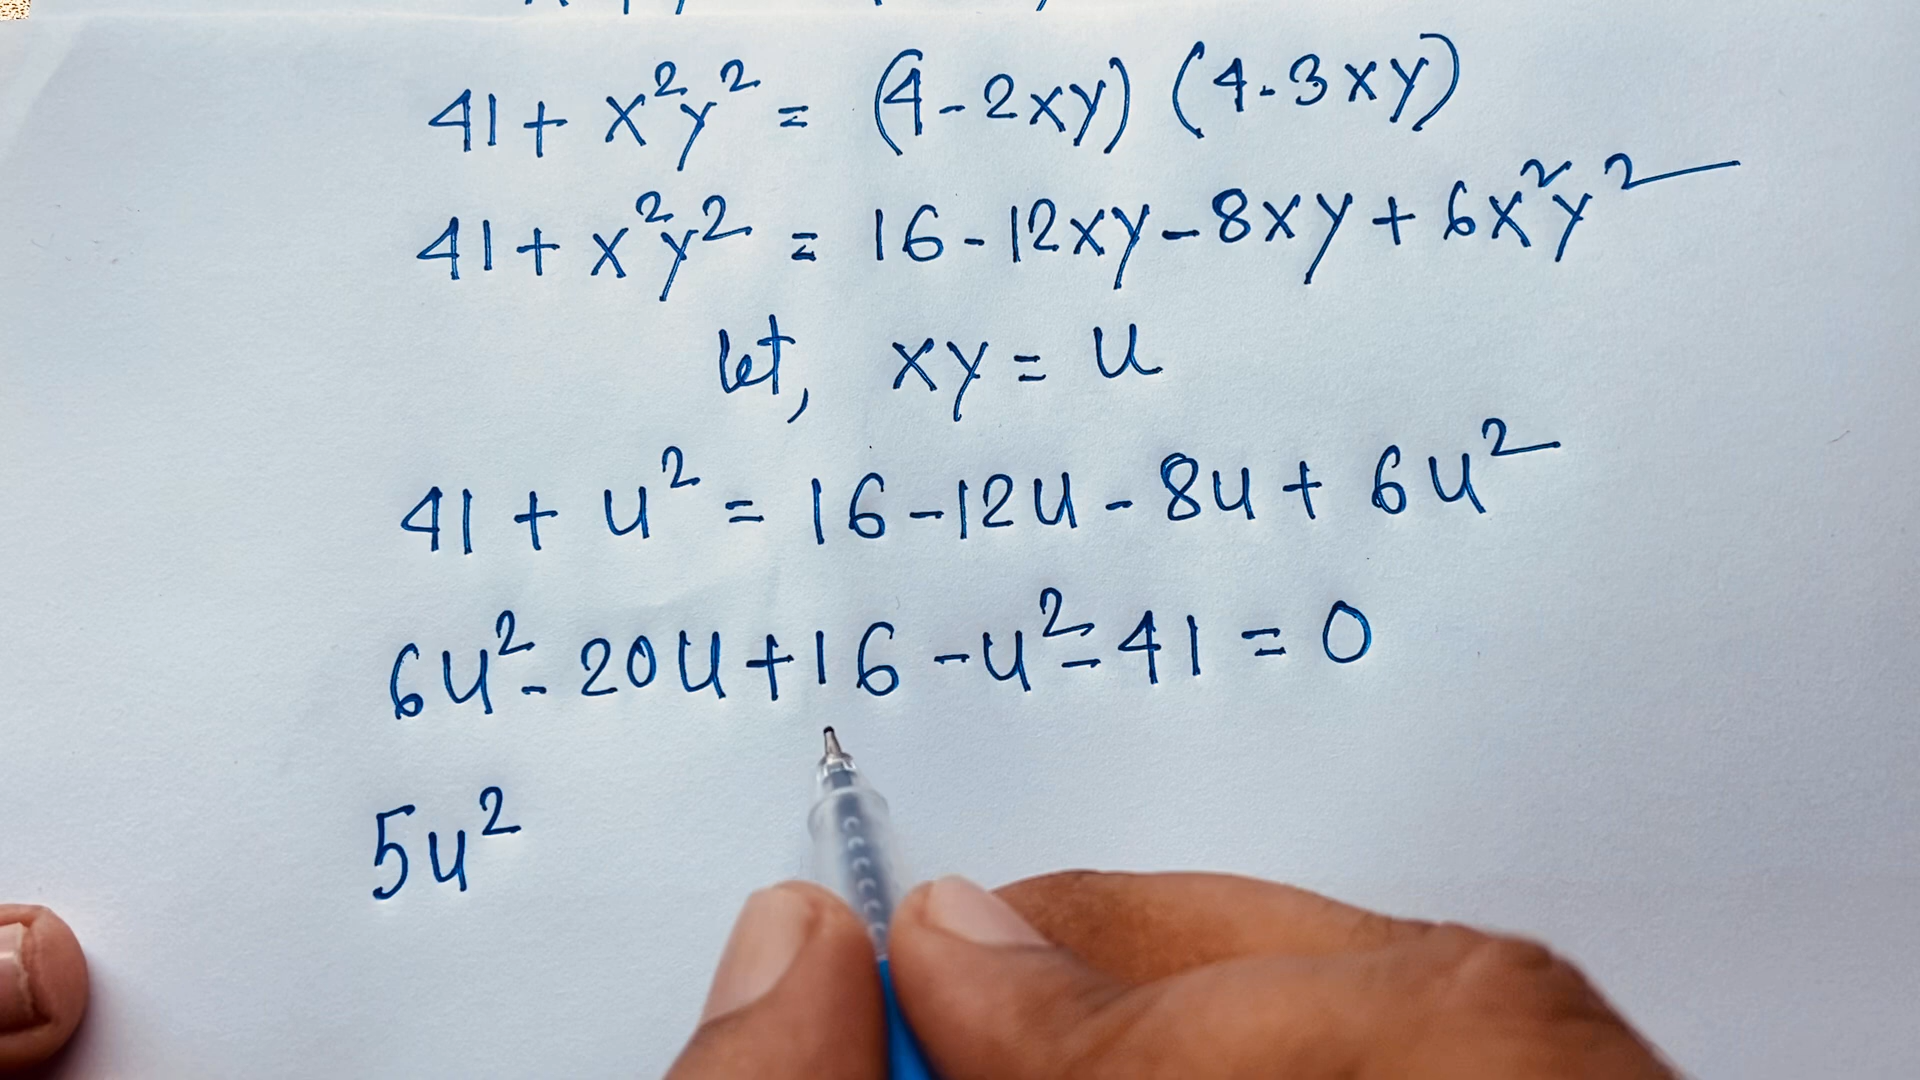 41 + x²y² = (4 - 2xy) (4 - 3xy)
41 + x²y² = 16 - 12xy - 8xy + 6x²y²
let, xy = u
41 + u² = 16 - 12u - 8u + 6u²
6u² - 20u + 16 - u² - 41 = 0
5u²